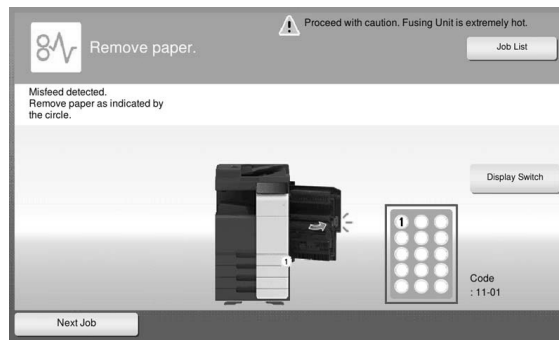 Proceed with caution. Fusing Unit is extremely hot.
Remove paper.
Job List
Misfeed detected.
Remove paper as indicated by
the circle.
Display Switch
1
1
Code
: 11-01
Next Job